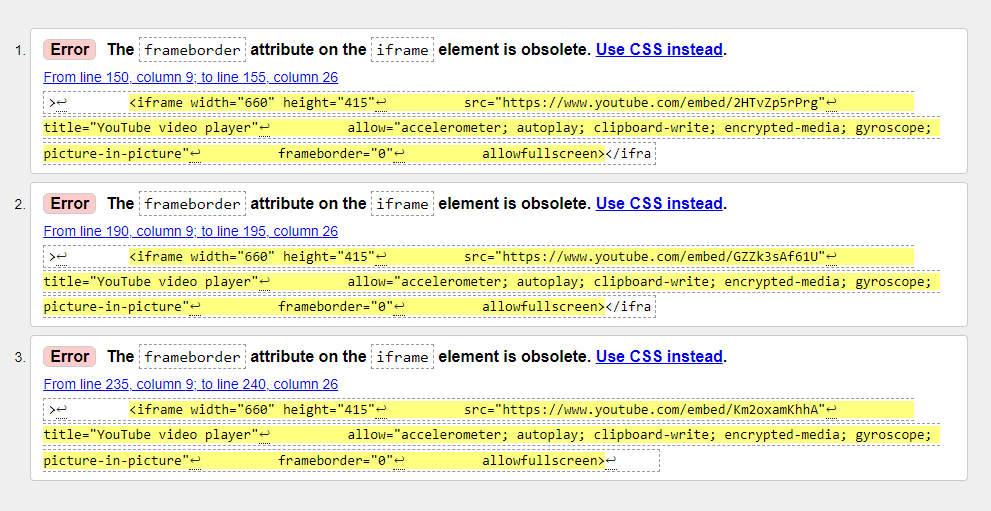 1. Error The frameborder attribute on the iframe element is obsolete. Use CSS instead.
From line 150, column 9; to line 155, column 26
>↩ <iframe width="660" height="415"↩ src="https://www.youtube.com/embed/2HTvZp5rPrg"↩
title="YouTube video player"↩ allow="accelerometer; autoplay; clipboard-write; encrypted-media; gyroscope;
picture-in-picture"↩ frameborder="0"↩ allowfullscreen></ifra
2. Error The frameborder attribute on the iframe element is obsolete. Use CSS instead.
From line 190, column 9; to line 195, column 26
>↩ <iframe width="660" height="415"↩ src="https://www.youtube.com/embed/GZZk3sAf61U"↩
title="YouTube video player"↩ allow="accelerometer; autoplay; clipboard-write; encrypted-media; gyroscope;
picture-in-picture"↩ frameborder="0"↩ allowfullscreen></ifra
3. Error The frameborder attribute on the iframe element is obsolete. Use CSS instead.
From line 235, column 9; to line 240, column 26
>↩ <iframe width="660" height="415"↩ src="https://www.youtube.com/embed/Km2oxamKhhA"↩
title="YouTube video player"↩ allow="accelerometer; autoplay; clipboard-write; encrypted-media; gyroscope;
picture-in-picture"↩ frameborder="0"↩ allowfullscreen>↩